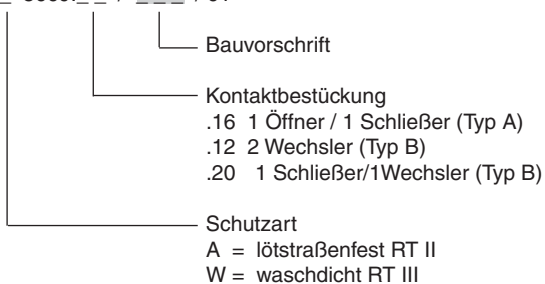 Bauvorschrift
Kontaktbestückung
.16 1 Öffner / 1 Schließer (Typ A)
.12 2 Wechsler (Typ B)
.20 1 Schließer/1Wechsler (Typ B)
Schutzart
A = lötstraßenfest RT II
W = waschdicht RT III